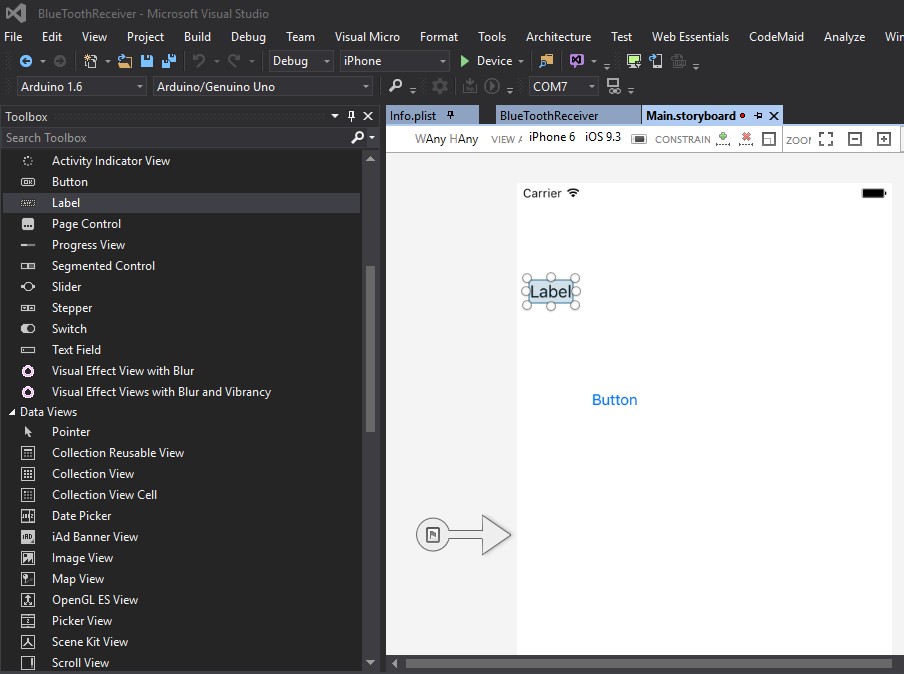 BlueToothReceiver - Microsoft Visual Studio
File Edit View Project Build Debug Team Visual Micro Format Tools Architecture Test Web Essentials CodeMaid Analyze Win
Debug iPhone Device
Arduino 1.6 Arduino/Genuino Uno COM7
Toolbox
Search Toolbox
Activity Indicator View
Button
Label
Page Control
Progress View
Segmented Control
Slider
Stepper
Switch
Text Field
Visual Effect View with Blur
Visual Effect Views with Blur and Vibrancy
Data Views
Pointer
Collection Reusable View
Collection View
Collection View Cell
Date Picker
iAd Banner View
Image View
Map View
OpenGL ES View
Picker View
Scene Kit View
Scroll View
Info.plist BlueToothReceiver Main.storyboard
WAny HAny VIEW A iPhone 6 iOS 9.3 CONSTRAIN ZOOM
Carrier
Label
Button